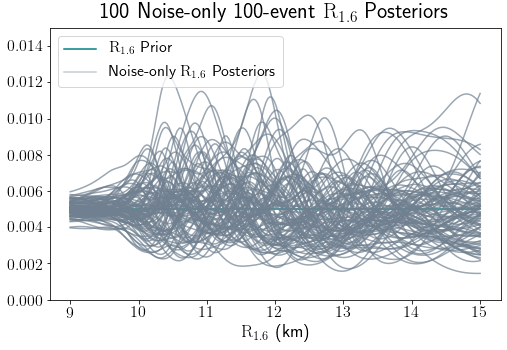 100 Noise-only 100-event R1.6 Posteriors
R1.6 Prior
Noise-only R1.6 Posteriors
0.014
0.012
0.010
0.008
0.006
0.004
0.002
0.000
9 10 11 12 13 14 15
R1.6 (km)